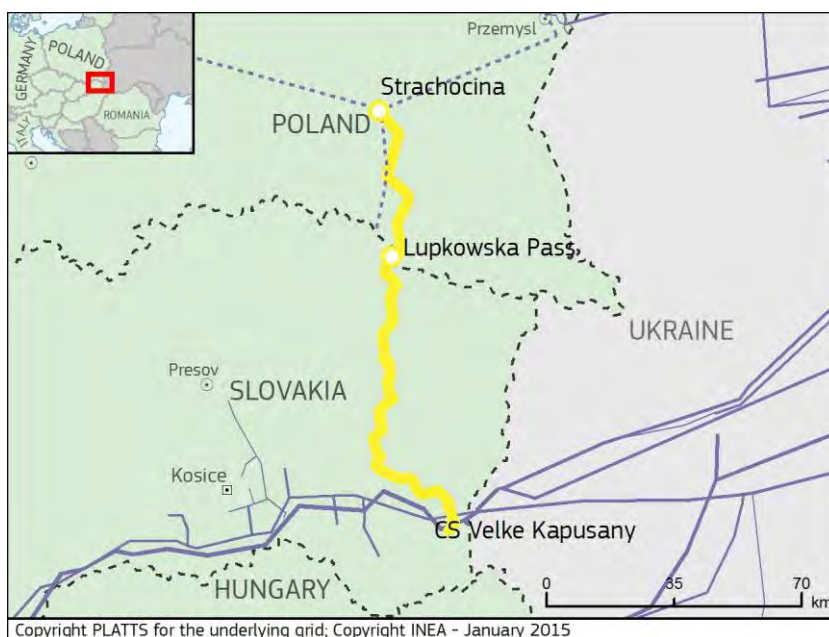 Przemysl
POLAND
GERMANY
ITALY
ROMANIA
Strachocina
POLAND
Lupkowska Pass
UKRAINE
Presov
SLOVAKIA
Kosice
CS Velke Kapusany
HUNGARY
0 35 70
km
Copyright PLATTS for the underlying grid; Copyright INEA - January 2015